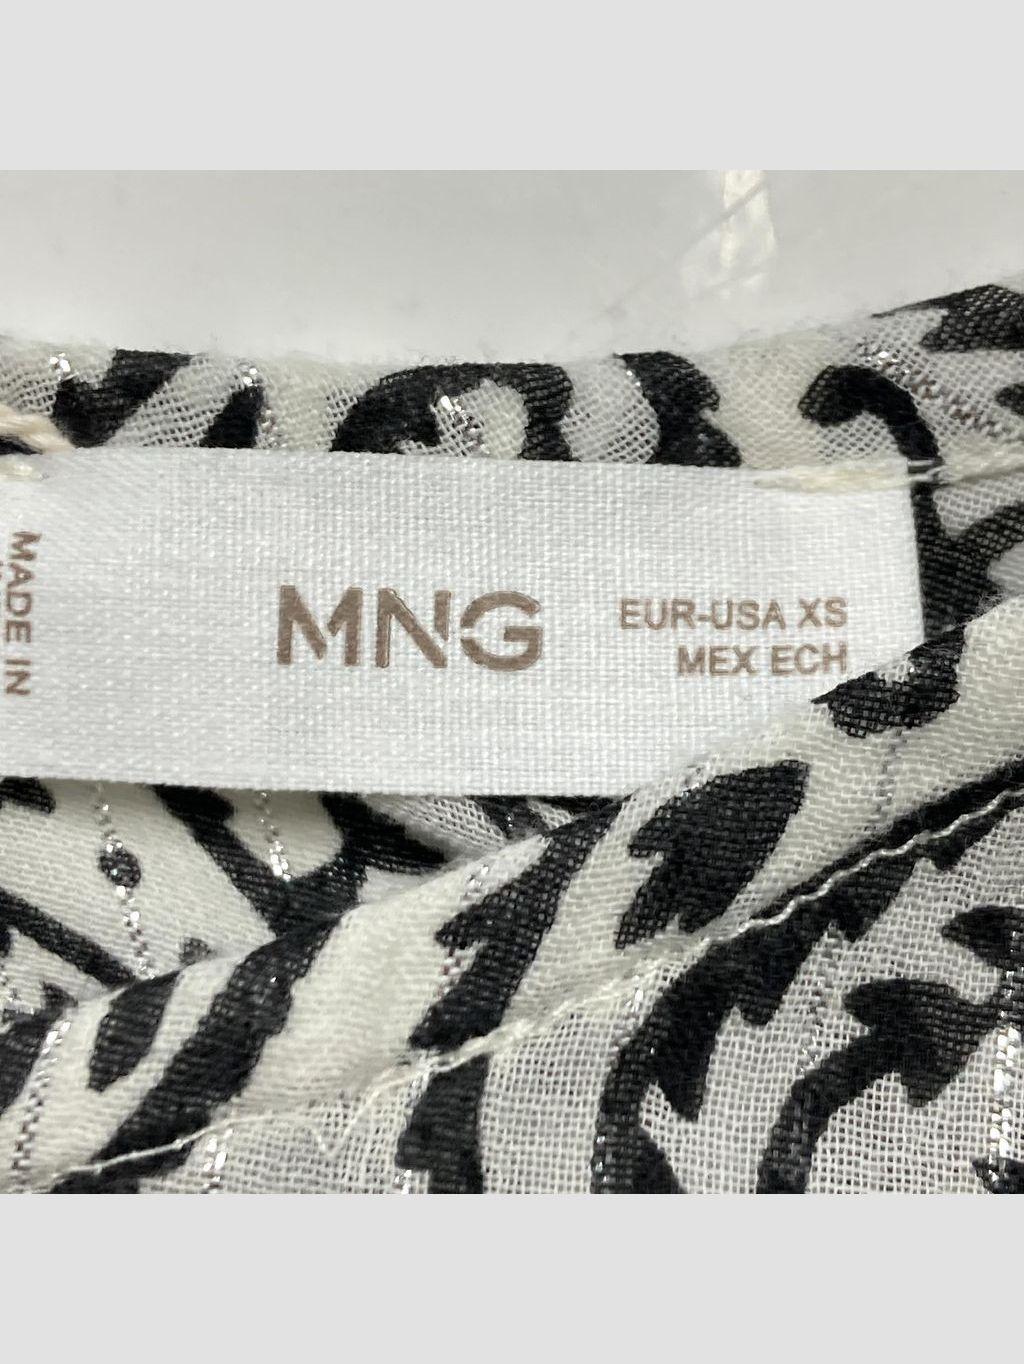 MADE IN
MNG
EUR-USA XS
MEX ECH